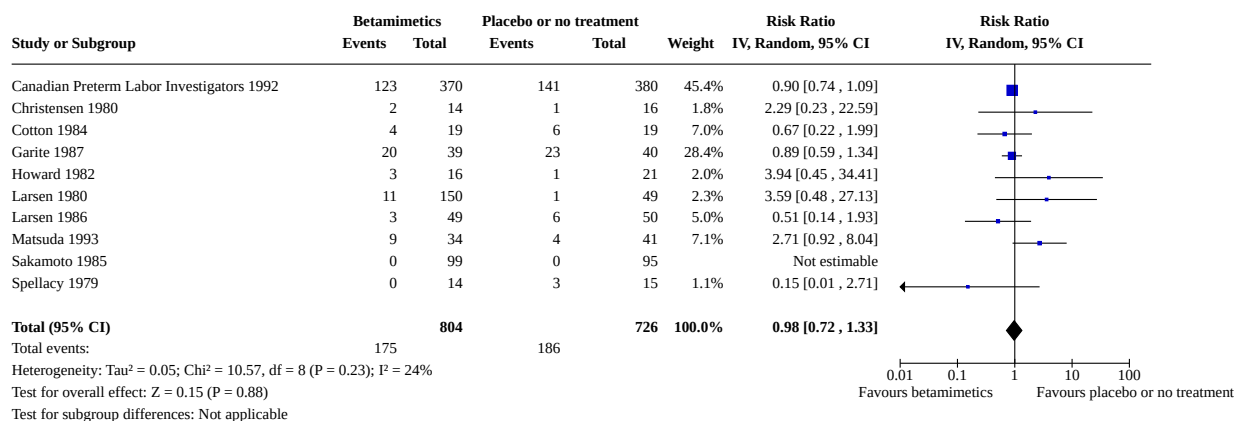 Betamimetics Placebo or no treatment Risk Ratio Risk Ratio
Study or Subgroup Events Total Events Total Weight IV, Random, 95% CI IV, Random, 95% CI
Canadian Preterm Labor Investigators 1992 123 370 141 380 45.4% 0.90 [0.74 , 1.09]
Christensen 1980 2 14 1 16 1.8% 2.29 [0.23 , 22.59]
Cotton 1984 4 19 6 19 7.0% 0.67 [0.22 , 1.99]
Garite 1987 20 39 23 40 28.4% 0.89 [0.59 , 1.34]
Howard 1982 3 16 1 21 2.0% 3.94 [0.45 , 34.41]
Larsen 1980 11 150 1 49 2.3% 3.59 [0.48 , 27.13]
Larsen 1986 3 49 6 50 5.0% 0.51 [0.14 , 1.93]
Matsuda 1993 9 34 4 41 7.1% 2.71 [0.92 , 8.04]
Sakamoto 1985 0 99 0 95 Not estimable
Spellacy 1979 0 14 3 15 1.1% 0.15 [0.01 , 2.71]
Total (95% CI) 804 726 100.0% 0.98 [0.72 , 1.33]
Total events: 175 186
Heterogeneity: Tau² = 0.05; Chi² = 10.57, df = 8 (P = 0.23); I² = 24%
0.01 0.1 1 10 100
Test for overall effect: Z = 0.15 (P = 0.88) Favours betamimetics Favours placebo or no treatment
Test for subgroup differences: Not applicable